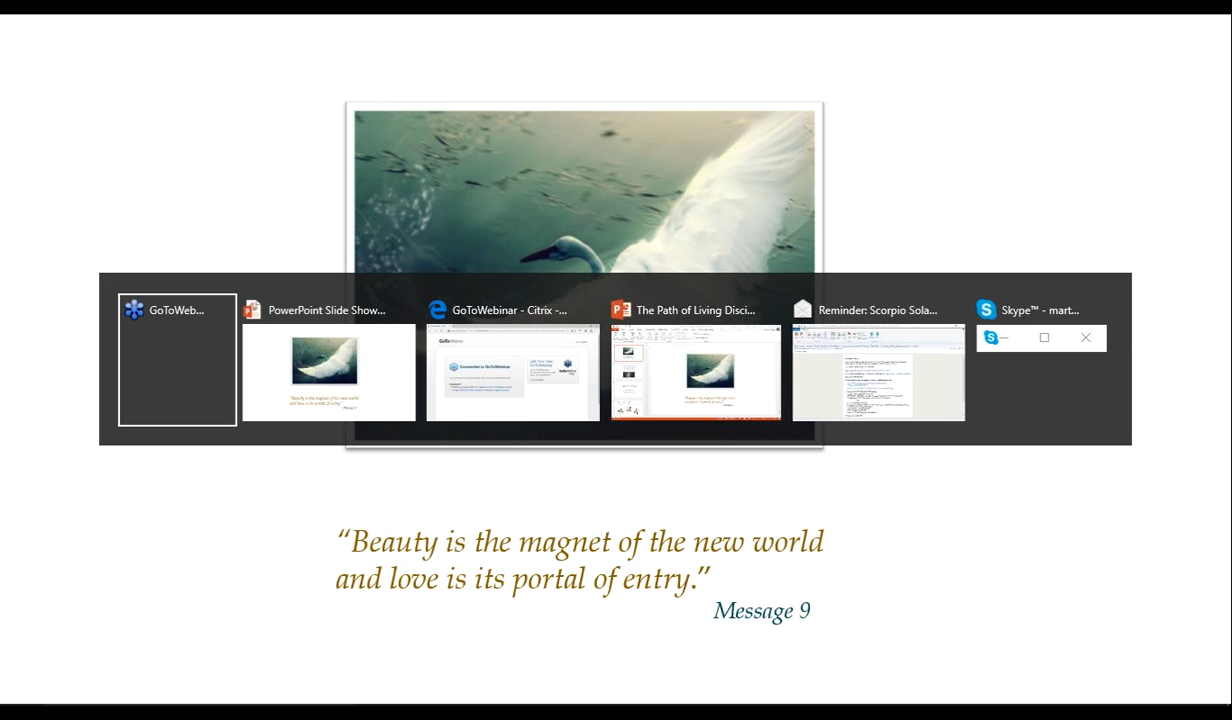 GoToWeb...
PowerPoint Slide Show...
GoToWebinar - Citrix -...
The Path of Living Disci...
Reminder: Scorpio Sola...
Skype™ - mart...
“Beauty is the magnet of the new world
and love is its portal of entry.”
Message 9